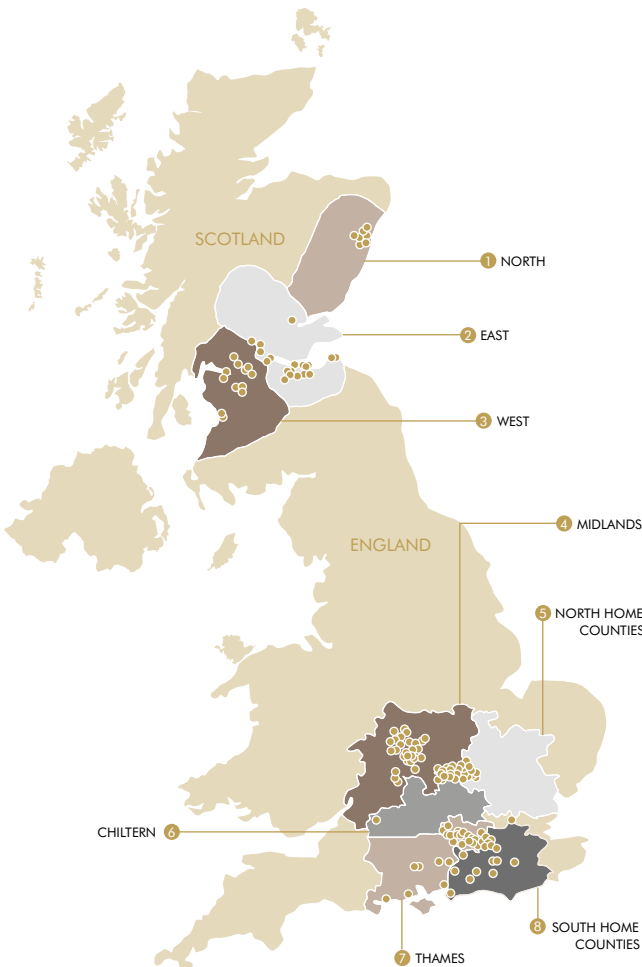 SCOTLAND
1 NORTH
2 EAST
3 WEST
4 MIDLANDS
ENGLAND
5 NORTH HOME
COUNTIES
CHILTERN 6
8 SOUTH HOME
COUNTIES
7 THAMES